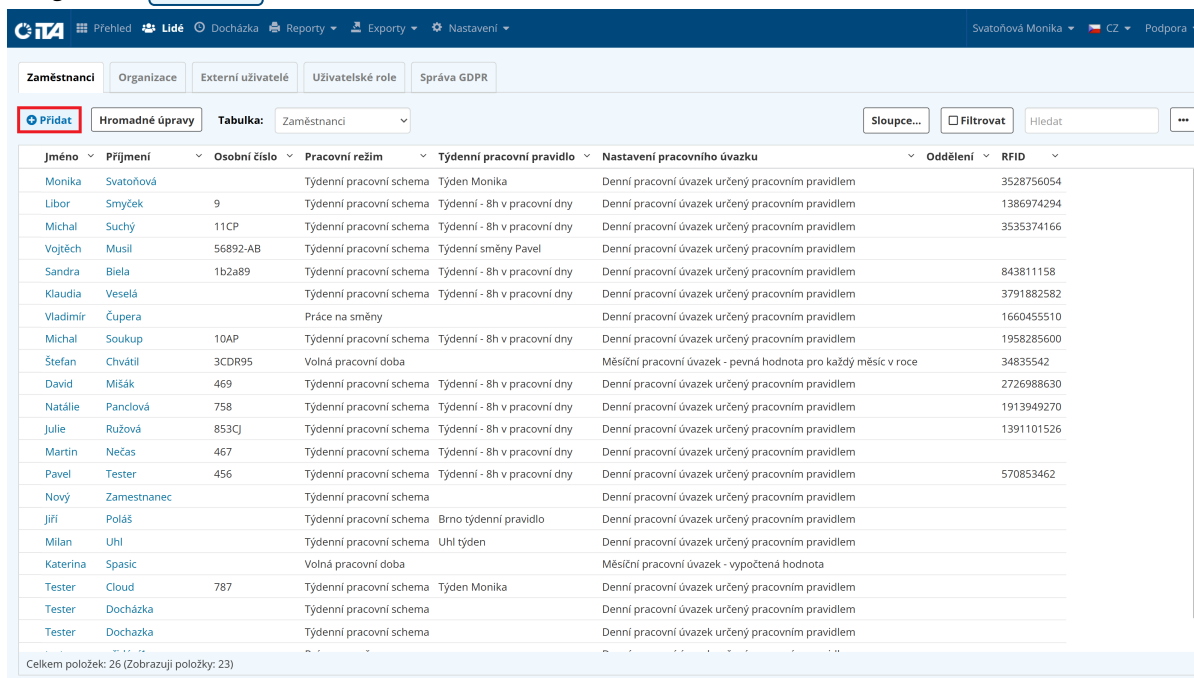 iTA Přehled Lidé Docházka Reporty Exporty Nastavení Svatoňová Monika CZ Podpora
Zaměstnanci Organizace Externí uživatelé Uživatelské role Správa GDPR
Přidat Hromadné úpravy Tabulka: Zaměstnanci Sloupce... Filtrovat Hledat ...
Jméno Příjmení Osobní číslo Pracovní režim Týdenní pracovní pravidlo Nastavení pracovního úvazku Oddělení RFID
Monika Svatoňová Týdenní pracovní schema Týden Monika Denní pracovní úvazek určený pracovním pravidlem 3528756054
Libor Smyček 9 Týdenní pracovní schema Týdenní - 8h v pracovní dny Denní pracovní úvazek určený pracovním pravidlem 1386974294
Michal Suchý 11CP Týdenní pracovní schema Týdenní - 8h v pracovní dny Denní pracovní úvazek určený pracovním pravidlem 3535374166
Vojtěch Musil 56892-AB Týdenní pracovní schema Týdenní směny Pavel Denní pracovní úvazek určený pracovním pravidlem
Sandra Biela 1b2a89 Týdenní pracovní schema Týdenní - 8h v pracovní dny Denní pracovní úvazek určený pracovním pravidlem 843811158
Klaudia Veselá Týdenní pracovní schema Týdenní - 8h v pracovní dny Denní pracovní úvazek určený pracovním pravidlem 3791882582
Vladimír Čupera Práce na směny Denní pracovní úvazek určený pracovním pravidlem 1660455510
Michal Soukup 10AP Týdenní pracovní schema Týdenní - 8h v pracovní dny Denní pracovní úvazek určený pracovním pravidlem 1958285600
Štefan Chvátil 3CDR95 Volná pracovní doba Měsíční pracovní úvazek - pevná hodnota pro každý měsíc v roce 34835542
David Mišák 469 Týdenní pracovní schema Týdenní - 8h v pracovní dny Denní pracovní úvazek určený pracovním pravidlem 2726988630
Natálie Panclová 758 Týdenní pracovní schema Týdenní - 8h v pracovní dny Denní pracovní úvazek určený pracovním pravidlem 1913949270
Julie Ružová 853CJ Týdenní pracovní schema Týdenní - 8h v pracovní dny Denní pracovní úvazek určený pracovním pravidlem 1391101526
Martin Nečas 467 Týdenní pracovní schema Týdenní - 8h v pracovní dny Denní pracovní úvazek určený pracovním pravidlem
Pavel Tester 456 Týdenní pracovní schema Týdenní - 8h v pracovní dny Denní pracovní úvazek určený pracovním pravidlem 570853462
Nový Zamestnanec Týdenní pracovní schema Denní pracovní úvazek určený pracovním pravidlem
Jiří Poláš Týdenní pracovní schema Brno týdenní pravidlo Denní pracovní úvazek určený pracovním pravidlem
Milan Uhl Týdenní pracovní schema Uhl týden Denní pracovní úvazek určený pracovním pravidlem
Katerina Spasic Volná pracovní doba Měsíční pracovní úvazek - vypočtená hodnota
Tester Cloud 787 Týdenní pracovní schema Týden Monika Denní pracovní úvazek určený pracovním pravidlem
Tester Docházka Týdenní pracovní schema Denní pracovní úvazek určený pracovním pravidlem
Tester Dochazka Týdenní pracovní schema Denní pracovní úvazek určený pracovním pravidlem
Celkem položek: 26 (Zobrazuji položky: 23)